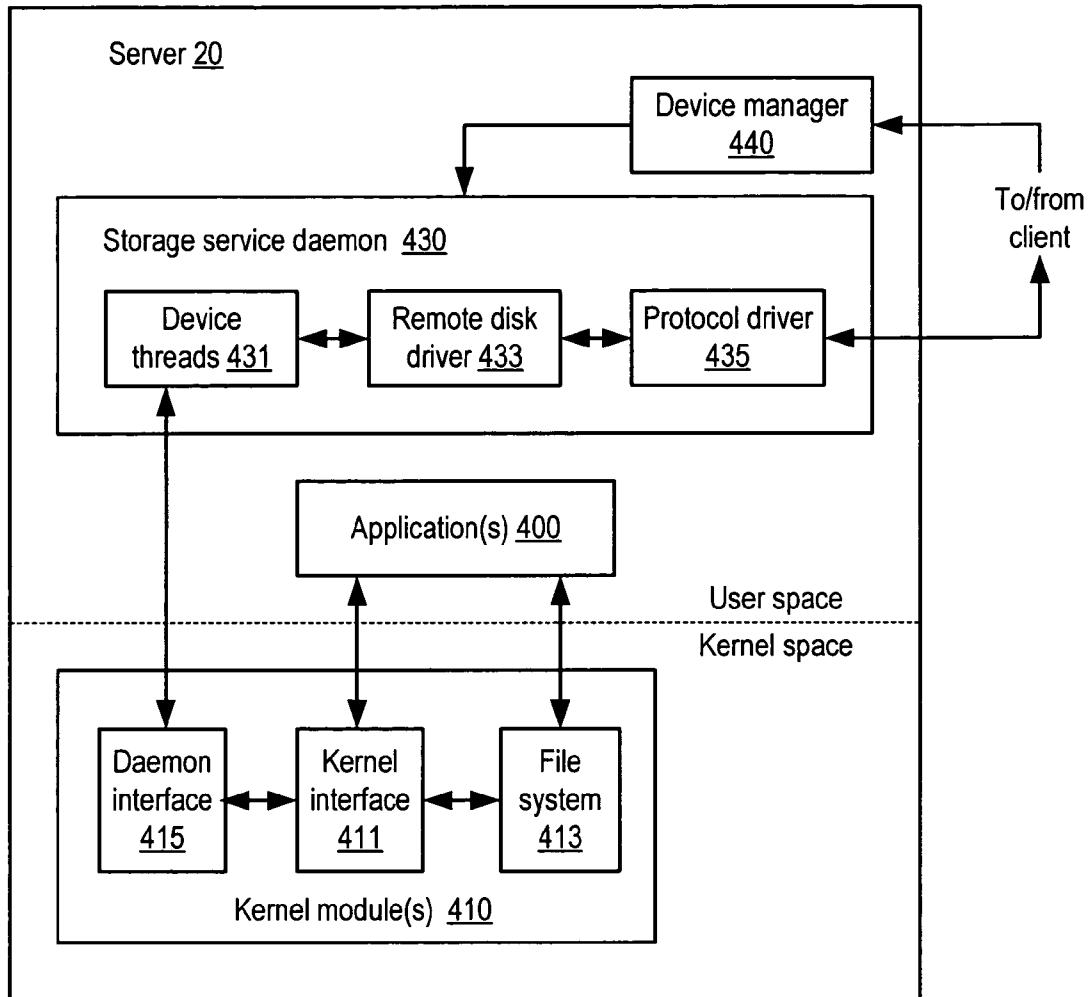 Server 20
Device manager
440
To/from
client
Storage service daemon 430
Device
threads 431
Remote disk
driver 433
Protocol driver
435
Application(s) 400
User space
Kernel space
Daemon
interface
415
Kernel
interface
411
File
system
413
Kernel module(s) 410